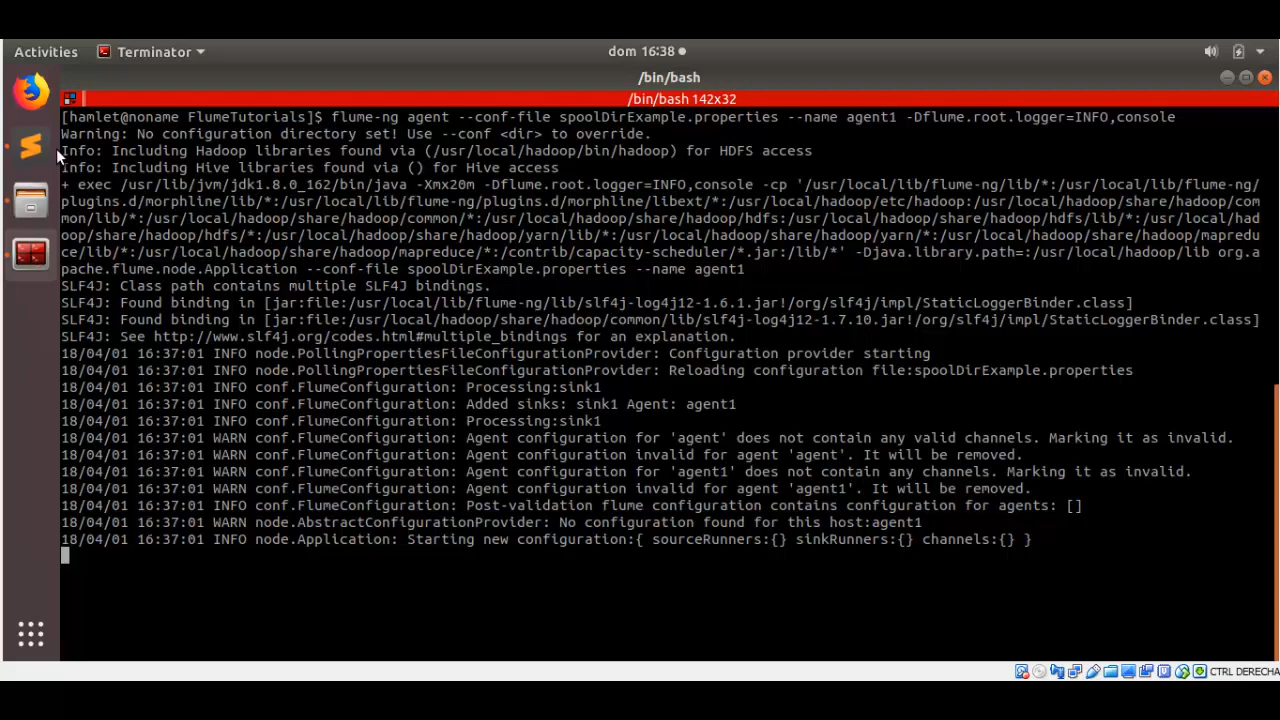 Activities Terminator dom 16:38
/bin/bash
/bin/bash 142x32
[hamlet@noname FlumeTutorials]$ flume-ng agent --conf-file spoolDirExample.properties --name agent1 -Dflume.root.logger=INFO,console
Warning: No configuration directory set! Use --conf <dir> to override.
Info: Including Hadoop libraries found via (/usr/local/hadoop/bin/hadoop) for HDFS access
Info: Including Hive libraries found via () for Hive access
+ exec /usr/lib/jvm/jdk1.8.0_162/bin/java -Xmx20m -Dflume.root.logger=INFO,console -cp '/usr/local/lib/flume-ng/lib/*:/usr/local/lib/flume-ng/
plugins.d/morphline/lib/*:/usr/local/lib/flume-ng/plugins.d/morphline/libext/*:/usr/local/hadoop/etc/hadoop:/usr/local/hadoop/share/hadoop/com
mon/lib/*:/usr/local/hadoop/share/hadoop/common/*:/usr/local/hadoop/share/hadoop/hdfs:/usr/local/hadoop/share/hadoop/hdfs/lib/*:/usr/local/had
oop/share/hadoop/hdfs/*:/usr/local/hadoop/share/hadoop/yarn/lib/*:/usr/local/hadoop/share/hadoop/yarn/*:/usr/local/hadoop/share/hadoop/mapredu
ce/lib/*:/usr/local/hadoop/share/hadoop/mapreduce/*:/contrib/capacity-scheduler/*.jar:/lib/*' -Djava.library.path=:/usr/local/hadoop/lib org.a
pache.flume.node.Application --conf-file spoolDirExample.properties --name agent1
SLF4J: Class path contains multiple SLF4J bindings.
SLF4J: Found binding in [jar:file:/usr/local/lib/flume-ng/lib/slf4j-log4j12-1.6.1.jar!/org/slf4j/impl/StaticLoggerBinder.class]
SLF4J: Found binding in [jar:file:/usr/local/hadoop/share/hadoop/common/lib/slf4j-log4j12-1.7.10.jar!/org/slf4j/impl/StaticLoggerBinder.class]
SLF4J: See http://www.slf4j.org/codes.html#multiple_bindings for an explanation.
18/04/01 16:37:01 INFO node.PollingPropertiesFileConfigurationProvider: Configuration provider starting
18/04/01 16:37:01 INFO node.PollingPropertiesFileConfigurationProvider: Reloading configuration file:spoolDirExample.properties
18/04/01 16:37:01 INFO conf.FlumeConfiguration: Processing:sink1
18/04/01 16:37:01 INFO conf.FlumeConfiguration: Added sinks: sink1 Agent: agent1
18/04/01 16:37:01 INFO conf.FlumeConfiguration: Processing:sink1
18/04/01 16:37:01 WARN conf.FlumeConfiguration: Agent configuration for 'agent' does not contain any valid channels. Marking it as invalid.
18/04/01 16:37:01 WARN conf.FlumeConfiguration: Agent configuration invalid for agent 'agent'. It will be removed.
18/04/01 16:37:01 WARN conf.FlumeConfiguration: Agent configuration for 'agent1' does not contain any channels. Marking it as invalid.
18/04/01 16:37:01 WARN conf.FlumeConfiguration: Agent configuration invalid for agent 'agent1'. It will be removed.
18/04/01 16:37:01 INFO conf.FlumeConfiguration: Post-validation flume configuration contains configuration for agents: []
18/04/01 16:37:01 WARN node.AbstractConfigurationProvider: No configuration found for this host:agent1
18/04/01 16:37:01 INFO node.Application: Starting new configuration:{ sourceRunners:{} sinkRunners:{} channels:{} }
CTRL DERECHA